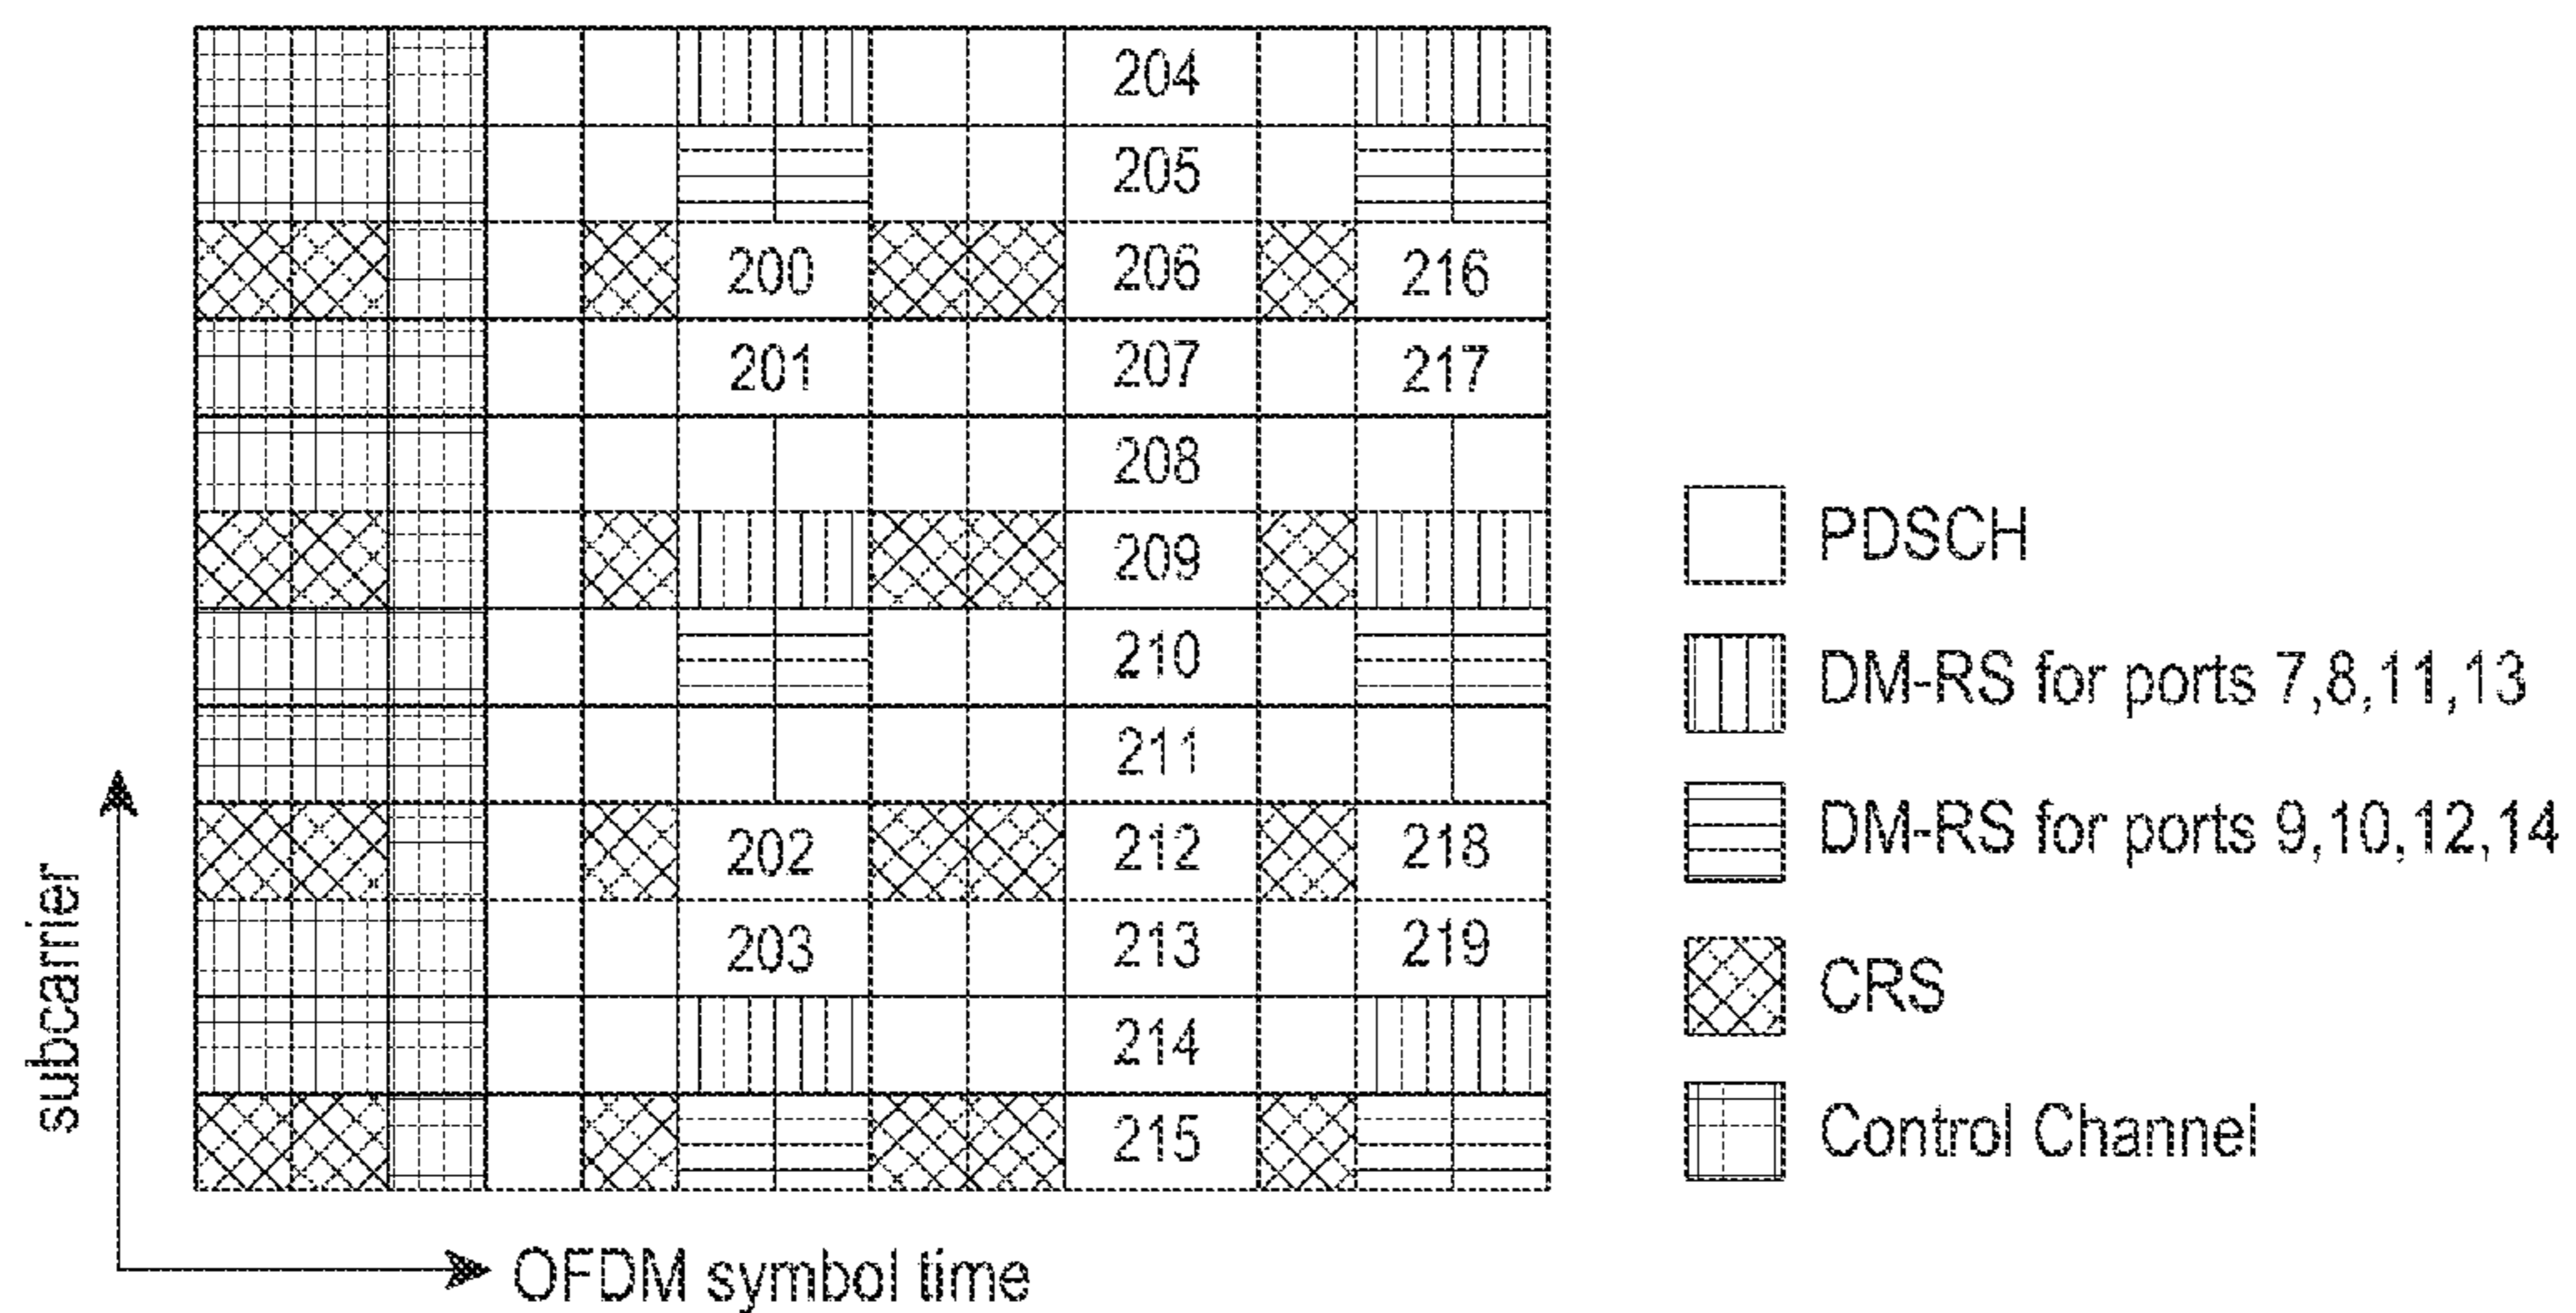 204
205
200 206 216
201 207 217
208
209
210
211
202 212 218
203 213 219
214
215
subcarrier
OFDM symbol time
PDSCH
DM-RS for ports 7,8,11,13
DM-RS for ports 9,10,12,14
CRS
Control Channel